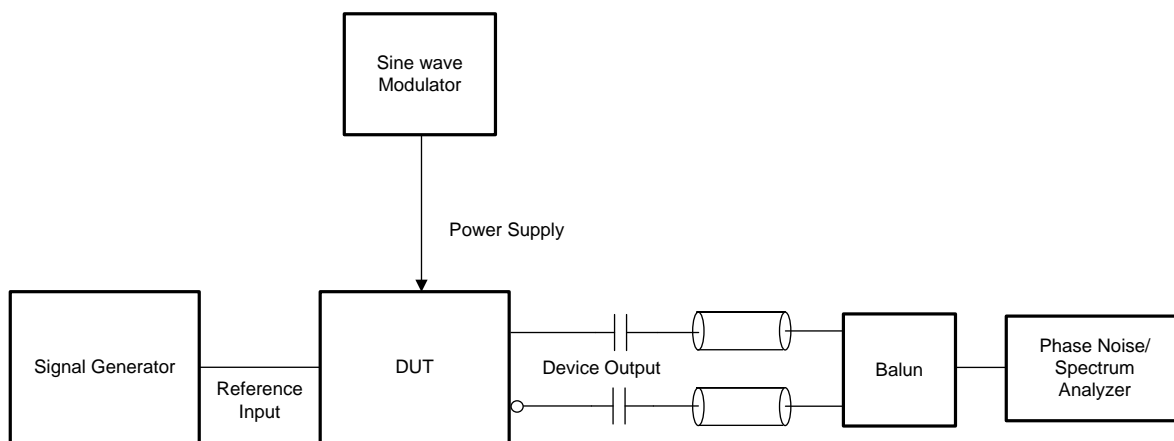 Sine wave
Modulator
Power Supply
Signal Generator
Reference
Input
DUT
Device Output
Balun
Phase Noise/
Spectrum
Analyzer